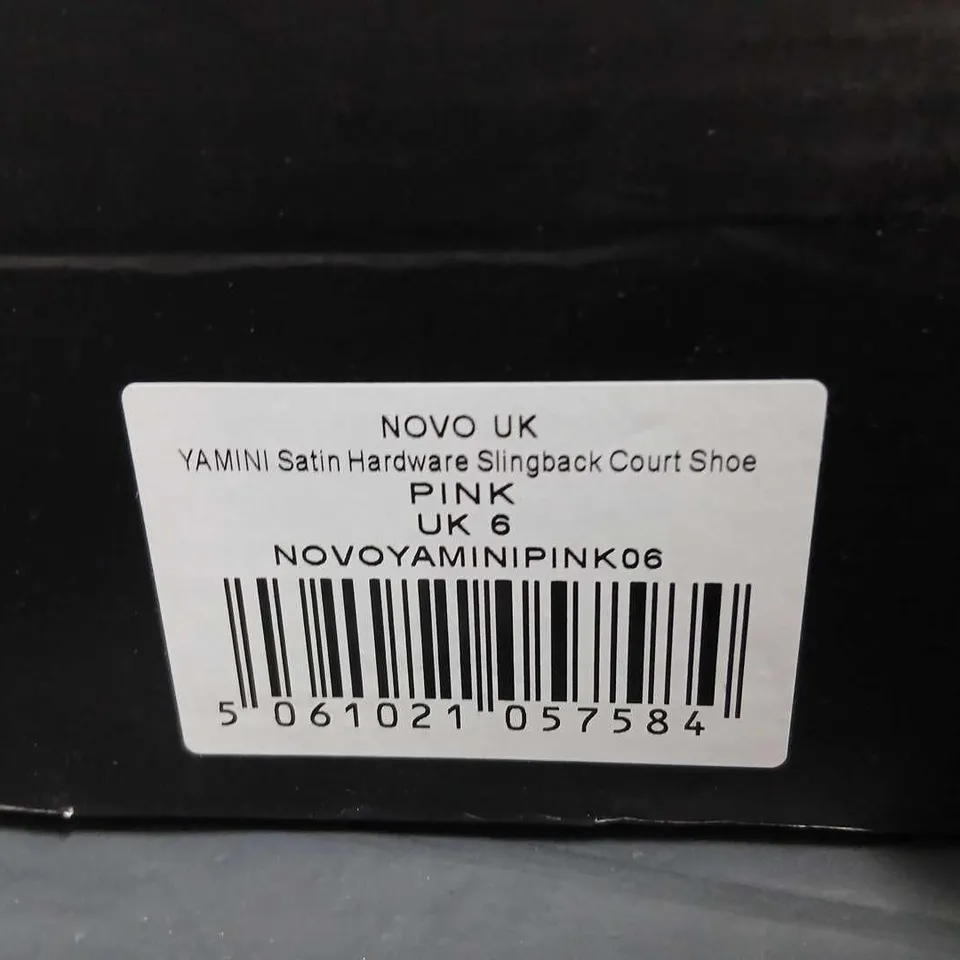 NOVO UK
YAMINI Satin Hardware Slingback Court Shoe
PINK
UK 6
NOVOYAMINIPINK06
5 061021 057584